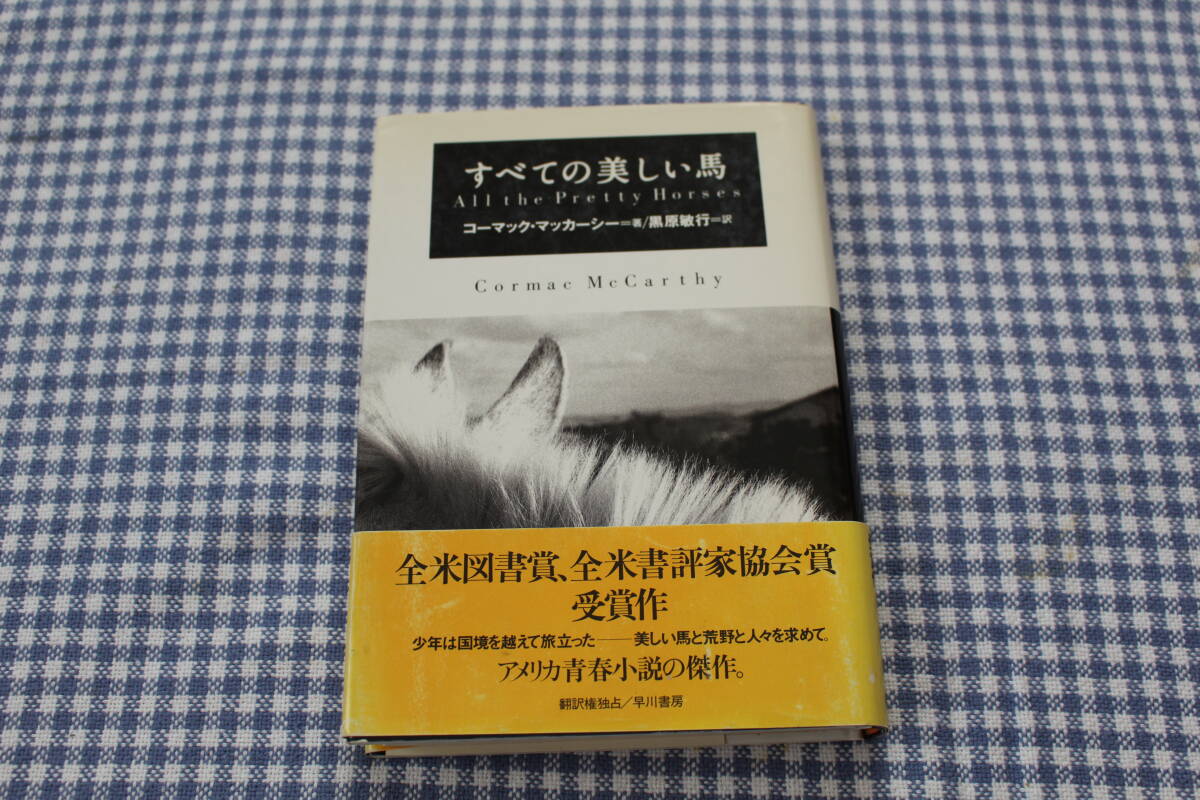 すべての美しい馬
All the Pretty Horses
コーマック・マッカーシー=著/黒原敏行=訳
Cormac McCarthy
全米図書賞、全米書評家協会賞
受賞作
少年は国境を越えて旅立った――美しい馬と荒野と人々を求めて。
アメリカ青春小説の傑作。
翻訳権独占/早川書房